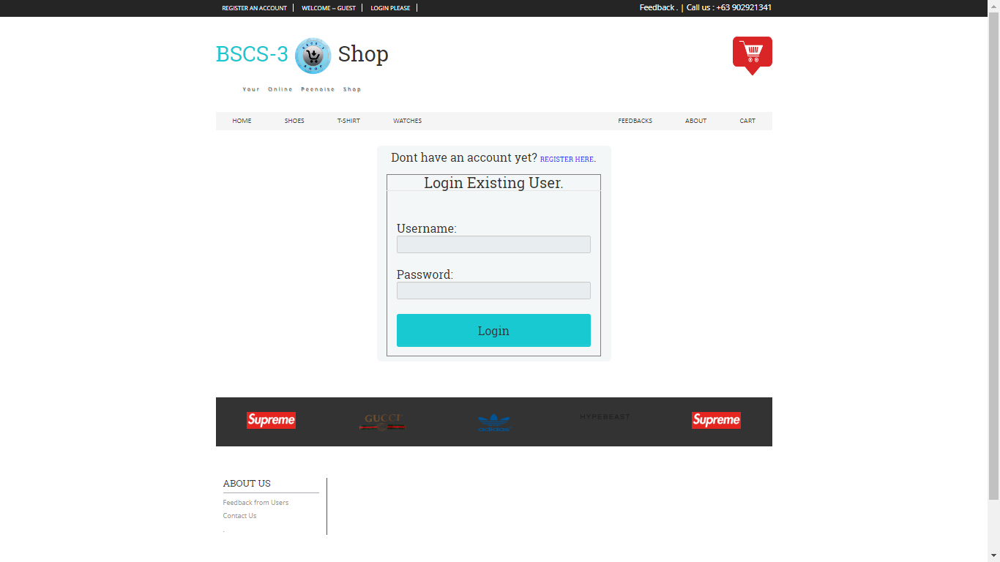 REGISTER AN ACCOUNT WELCOME -- GUEST LOGIN PLEASE Feedback . | Call us : +63 902921341
BSCS-3 Shop
Your Online Peenoise Shop
HOME SHOES T-SHIRT WATCHES FEEDBACKS ABOUT CART
Dont have an account yet? REGISTER HERE.
Login Existing User.
Username:
Password:
Login
Supreme GUCCI adidas HYPEBEAST Supreme
ABOUT US
Feedback from Users
Contact Us
.